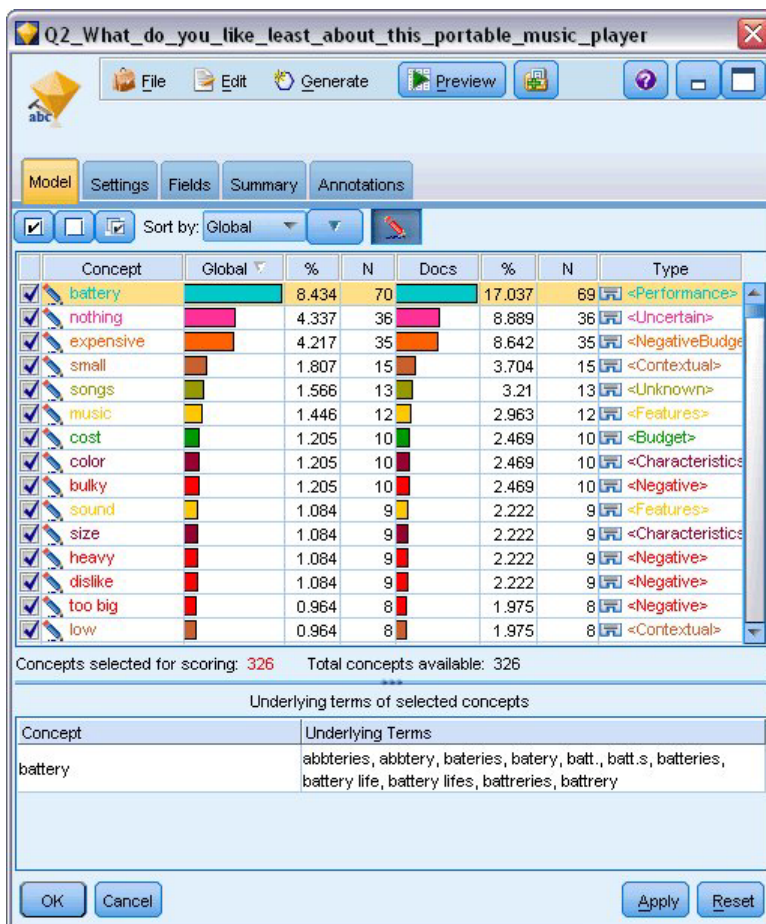 Q2_What_do_you_like_least_about_this_portable_music_player
abc
File Edit Generate Preview
Model Settings Fields Summary Annotations
Sort by: Global
Concept Global % N Docs % N Type
battery 8.434 70 17.037 69 <Performance>
nothing 4.337 36 8.889 36 <Uncertain>
expensive 4.217 35 8.642 35 <NegativeBudge
small 1.807 15 3.704 15 <Contextual>
songs 1.566 13 3.21 13 <Unknown>
music 1.446 12 2.963 12 <Features>
cost 1.205 10 2.469 10 <Budget>
color 1.205 10 2.469 10 <Characteristics
bulky 1.205 10 2.469 10 <Negative>
sound 1.084 9 2.222 9 <Features>
size 1.084 9 2.222 9 <Characteristics
heavy 1.084 9 2.222 9 <Negative>
dislike 1.084 9 2.222 9 <Negative>
too big 0.964 8 1.975 8 <Negative>
low 0.964 8 1.975 8 <Contextual>
Concepts selected for scoring: 326 Total concepts available: 326
Underlying terms of selected concepts
Concept Underlying Terms
battery abbteries, abbtery, bateries, batery, batt., batt.s, batteries,
battery life, battery lifes, battreries, battrery
OK Cancel Apply Reset